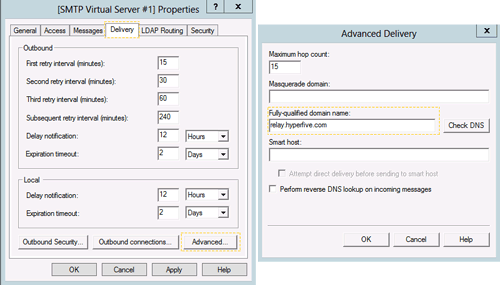 [SMTP Virtual Server #1] Properties ? X
General Access Messages Delivery LDAP Routing Security
Outbound
First retry interval (minutes): 15
Second retry interval (minutes): 30
Third retry interval (minutes): 60
Subsequent retry interval (minutes): 240
Delay notification: 12 Hours
Expiration timeout: 2 Days
Local
Delay notification: 12 Hours
Expiration timeout: 2 Days
Outbound Security... Outbound connections... Advanced...
OK Cancel Apply Help
Advanced Delivery X
Maximum hop count:
15
Masquerade domain:
Fully-qualified domain name:
relay.hyperfive.com Check DNS
Smart host:
Attempt direct delivery before sending to smart host
Perform reverse DNS lookup on incoming messages
OK Cancel Help